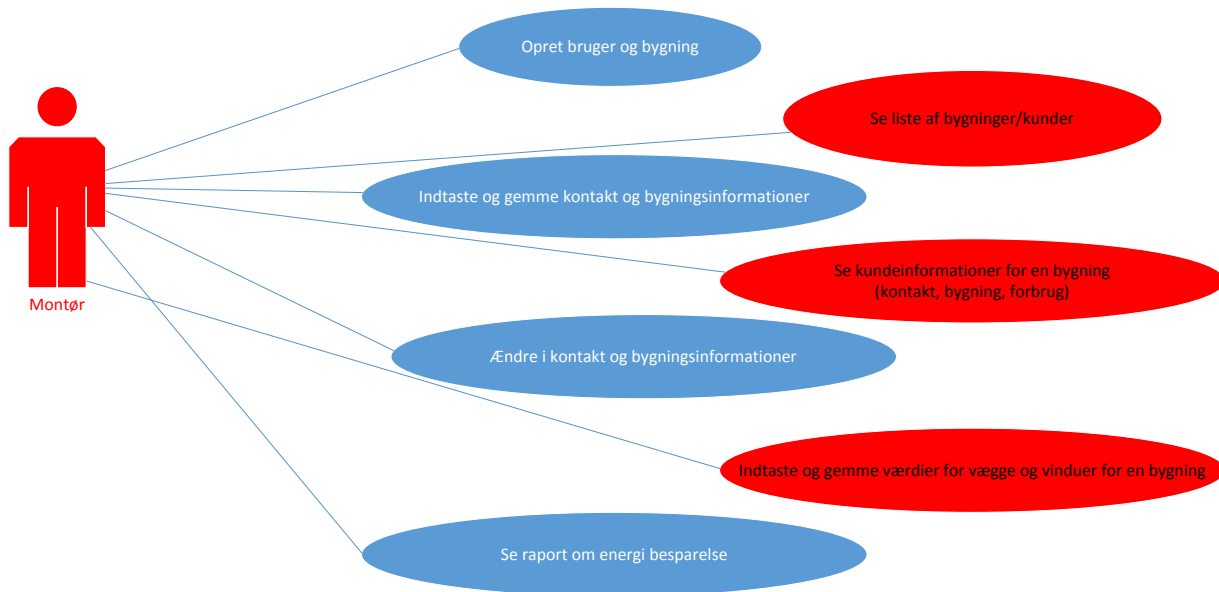 Opret bruger og bygning
Se liste af bygninger/kunder
Indtaste og gemme kontakt og bygningsinformationer
Se kundeinformationer for en bygning
(kontakt, bygning, forbrug)
Montør
Ændre i kontakt og bygningsinformationer
Indtaste og gemme værdier for vægge og vinduer for en bygning
Se raport om energi besparelse